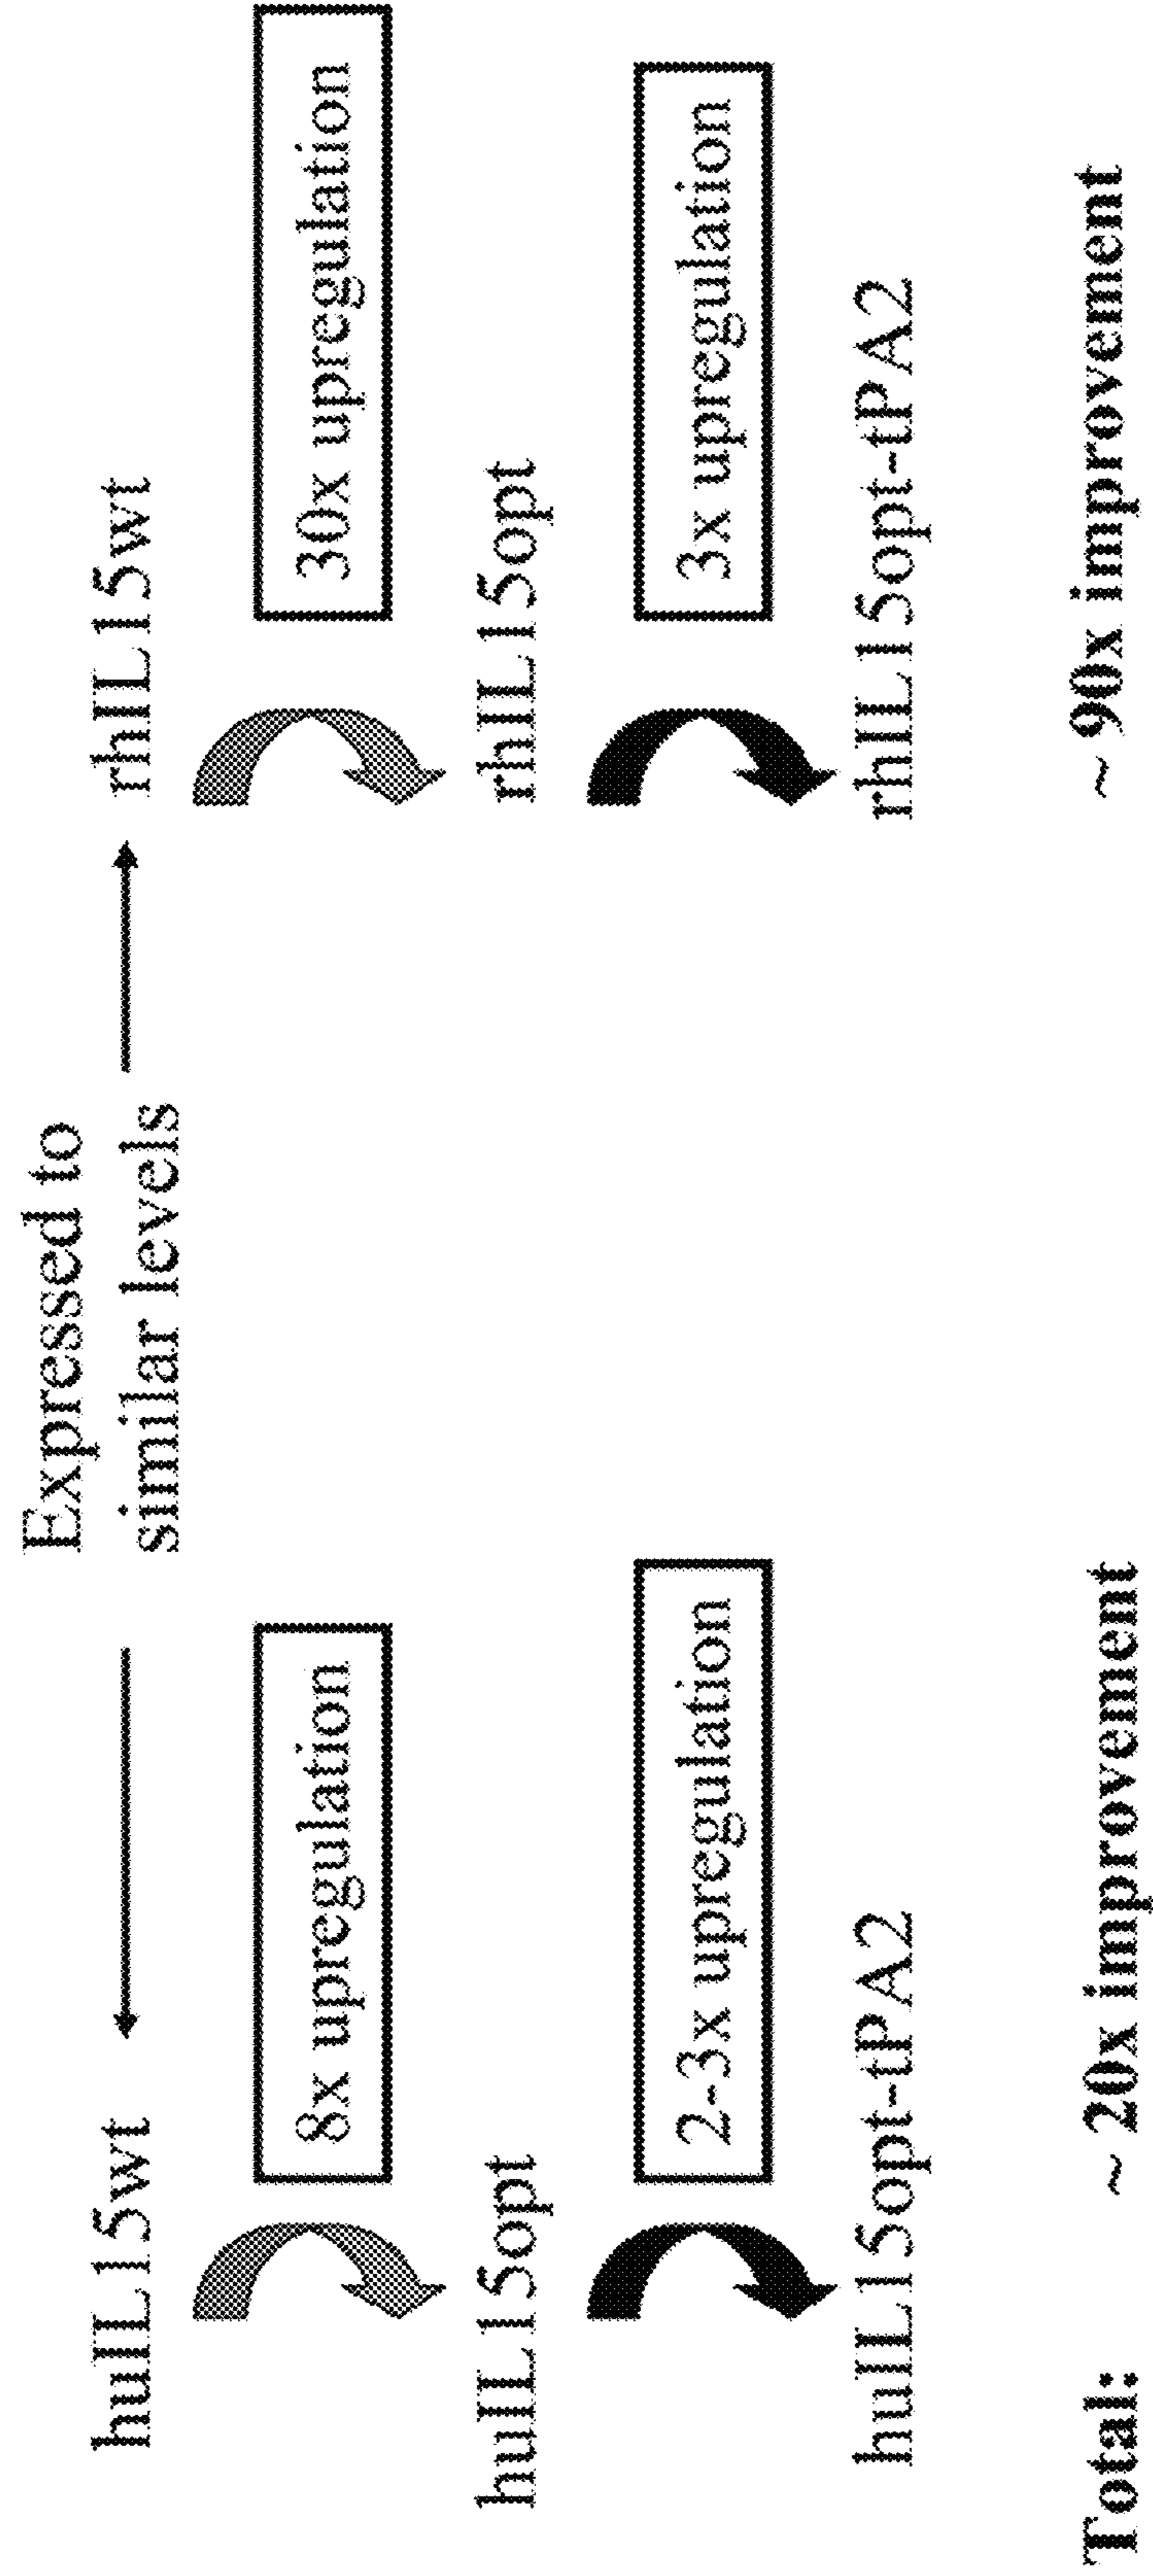 Expressed to
similar levels
huIL15wt
rhIL15wt
8x upregulation
30x upregulation
huIL15opt
rhIL15opt
2-3x upregulation
3x upregulation
huIL15opt-tPA2
rhIL15opt-tPA2
Total:
~ 20x improvement
~ 90x improvement